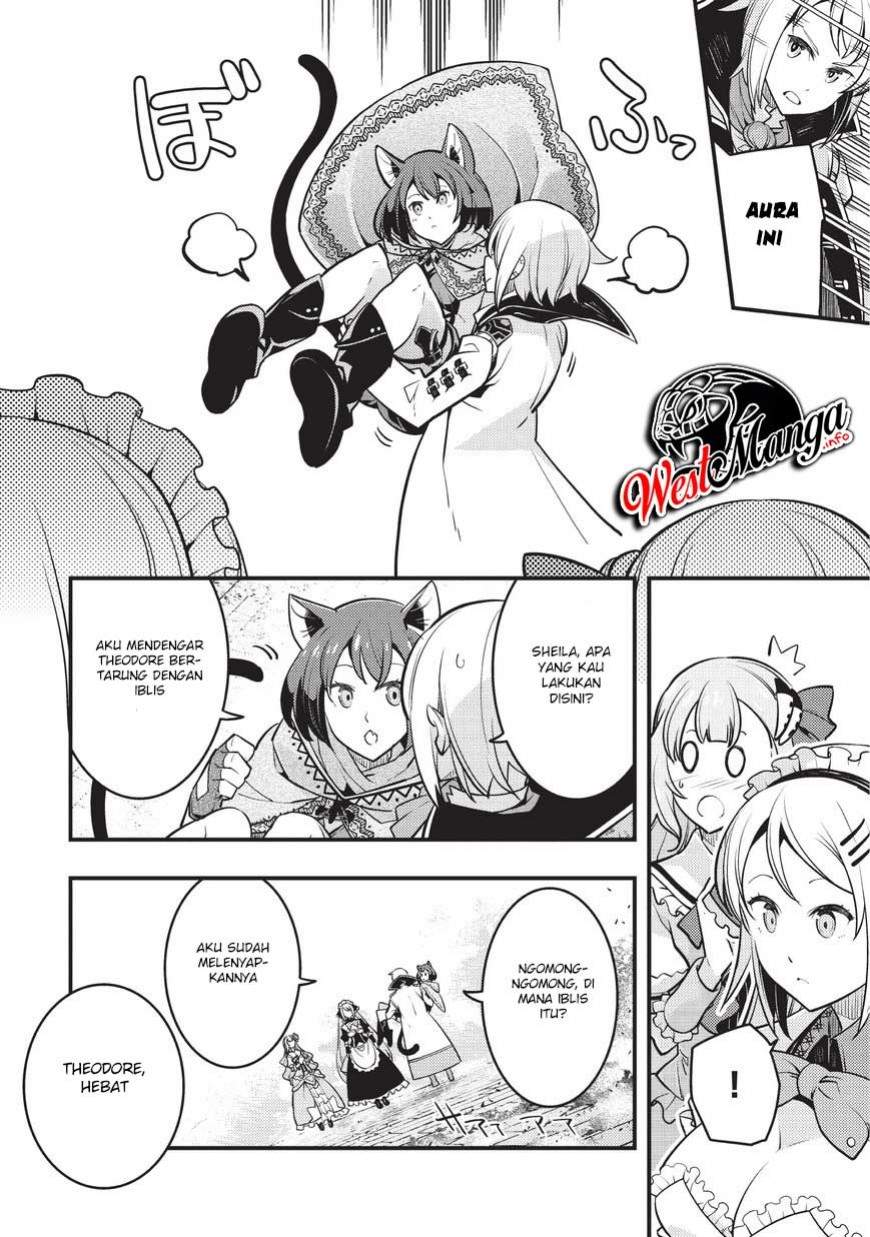 AURA
INI
ぼ
ふっ
WestManga
.info
SHEILA, APA
YANG KAU
LAKUKAN
DISINI?
AKU MENDENGAR
THEODORE BER-
TARUNG DENGAN
IBLIS
!
NGOMONG-
NGOMONG, DI
MANA IBLIS
ITU?
AKU SUDAH
MELENYAP-
KANNYA
THEODORE,
HEBAT